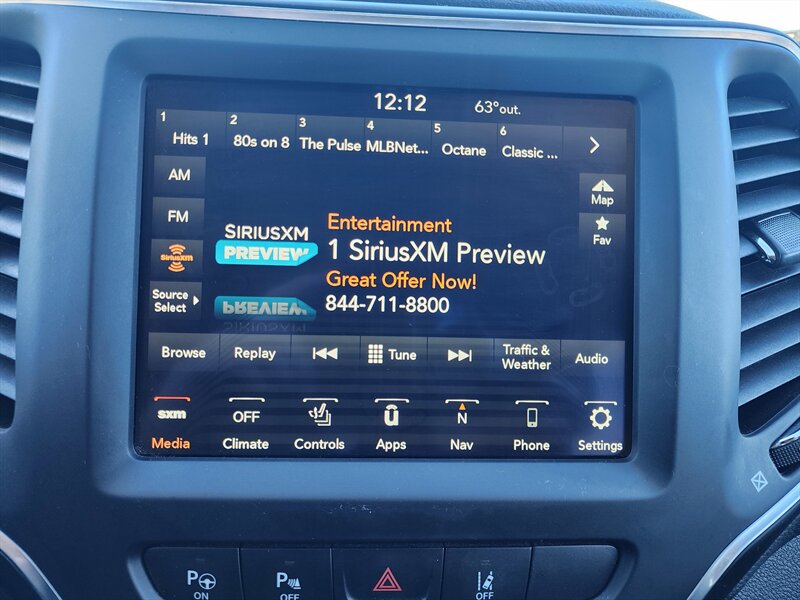 12:12 63° out.
1 Hits 1 2 80s on 8 3 The Pulse 4 MLBNet... 5 Octane 6 Classic ...
AM
Map
FM
Fav
SIRIUSXM
PREVIEW
Entertainment
1 SiriusXM Preview
Great Offer Now!
844-711-8800
SiriusXM
Source
Select
PREVIEW
SIRIUSXM
Browse Replay Tune Traffic & Weather Audio
sxm OFF N
Media Climate Controls Apps Nav Phone Settings
P ON P OFF OFF